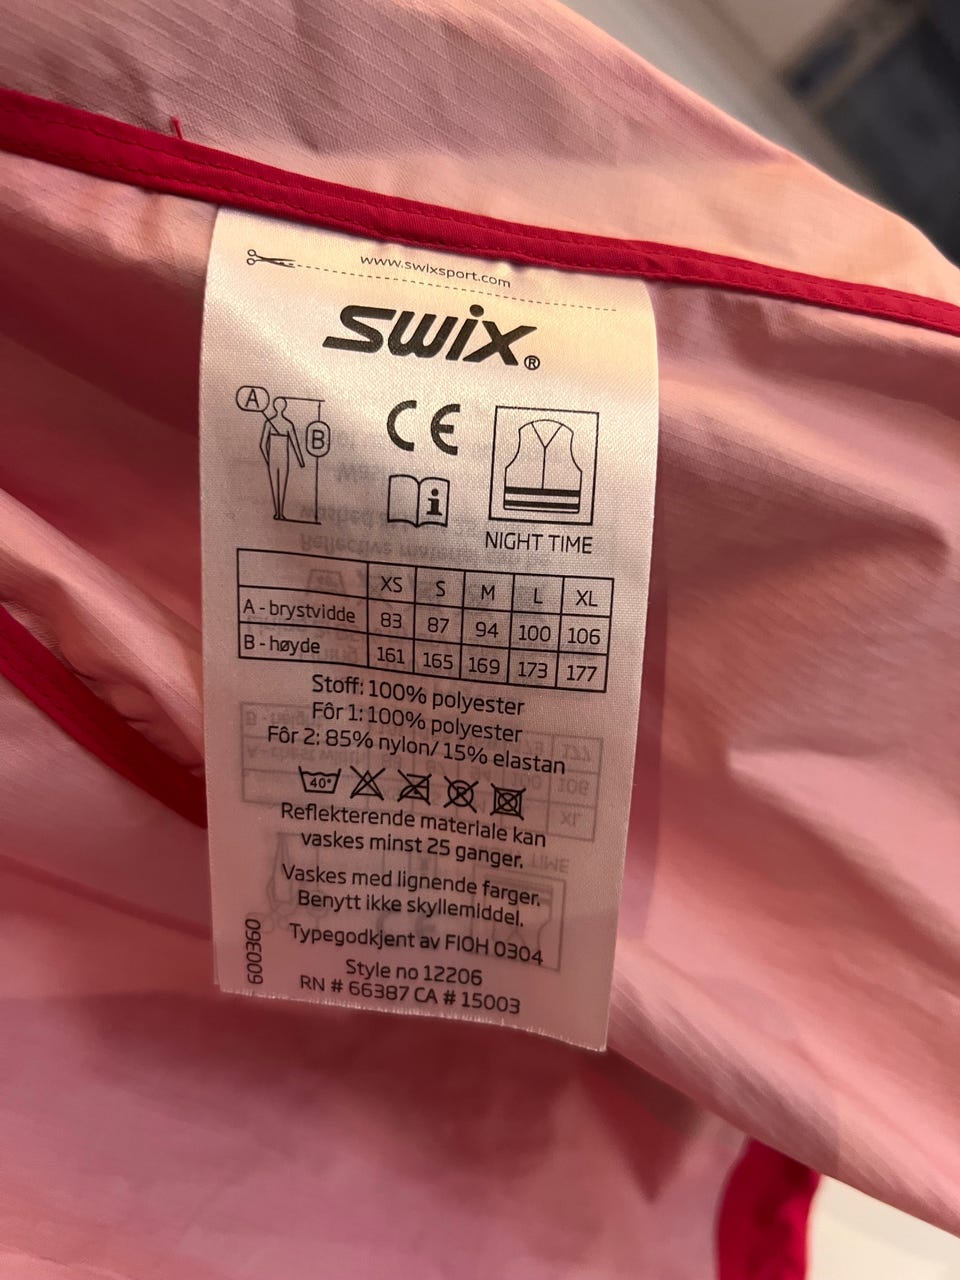 www.swixsport.com
SWIX®
A
B
CE
i
NIGHT TIME
XS S M L XL
A - brystvidde 83 87 94 100 106
B - høyde 161 165 169 173 177
Stoff: 100% polyester
Fôr 1: 100% polyester
Fôr 2: 85% nylon/ 15% elastan
40°
Reflekterende materiale kan
vaskes minst 25 ganger.
Vaskes med lignende farger.
Benytt ikke skyllemiddel.
Typegodkjent av FIOH 0304
Style no 12206
RN # 66387 CA # 15003
600360